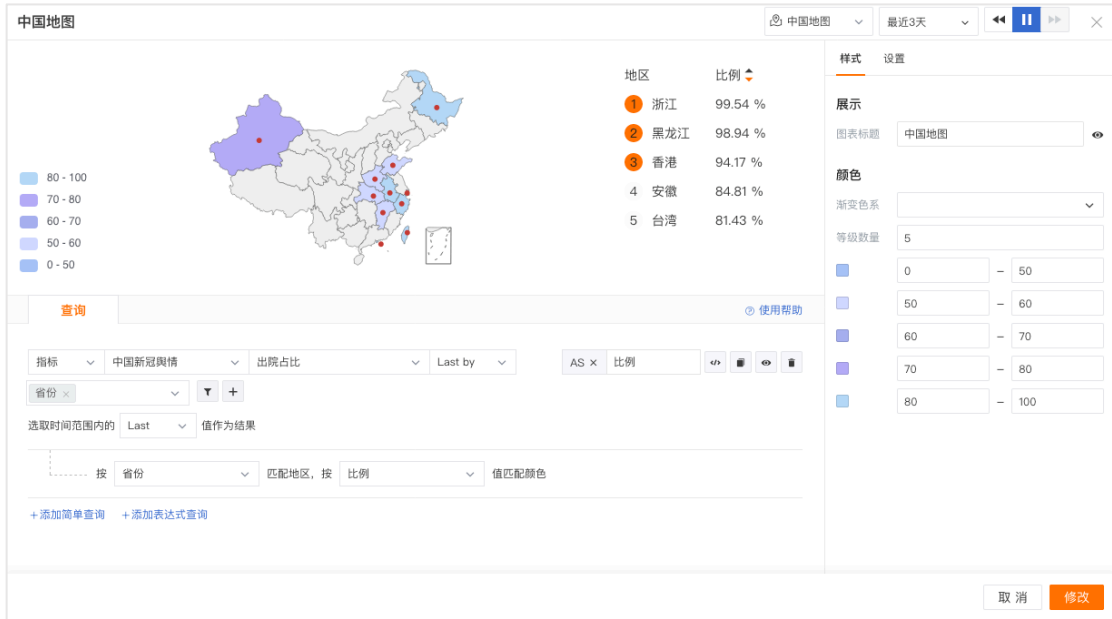 中国地图
中国地图
最近3天
地区 比例
1 浙江 99.54 %
2 黑龙江 98.94 %
3 香港 94.17 %
4 安徽 84.81 %
5 台湾 81.43 %
80 - 100
70 - 80
60 - 70
50 - 60
0 - 50
查询
使用帮助
指标 中国新冠舆情 出院占比 Last by AS × 比例
省份 ×
选取时间范围内的 Last 值作为结果
按 省份 匹配地区，按 比例 值匹配颜色
+添加简单查询 +添加表达式查询
样式 设置
展示
图表标题 中国地图
颜色
渐变色系
等级数量 5
0 – 50
50 – 60
60 – 70
70 – 80
80 – 100
取 消 修改